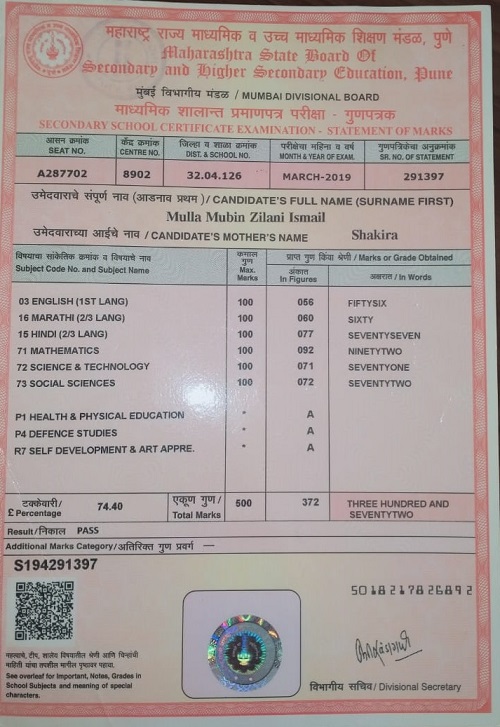 महाराष्ट्र राज्य माध्यमिक व उच्च माध्यमिक शिक्षण मंडळ, पुणे
Maharashtra State Board Of
Secondary and Higher Secondary Education, Pune
मुंबई विभागीय मंडळ / MUMBAI DIVISIONAL BOARD
माध्यमिक शालान्त प्रमाणपत्र परीक्षा - गुणपत्रक
SECONDARY SCHOOL CERTIFICATE EXAMINATION - STATEMENT OF MARKS
आसन क्रमांक केंद्र क्रमांक जिल्हा व शाळा क्रमांक परीक्षेचा महिना व वर्ष गुणपत्रिकेचा अनुक्रमांक
SEAT NO. CENTRE NO. DIST. & SCHOOL NO. MONTH & YEAR OF EXAM. SR. NO. OF STATEMENT
A287702 8902 32.04.126 MARCH-2019 291397
उमेदवाराचे संपूर्ण नाव (आडनाव प्रथम) / CANDIDATE'S FULL NAME (SURNAME FIRST)
Mulla Mubin Zilani Ismail
उमेदवाराच्या आईचे नाव / CANDIDATE'S MOTHER'S NAME Shakira
विषयाचा सांकेतिक क्रमांक व विषयाचे नाव कमाल गुण प्राप्त गुण किंवा श्रेणी / Marks or Grade Obtained
Subject Code No. and Subject Name Max. Marks अंकात In Figures अक्षरात / In Words
03 ENGLISH (1ST LANG) 100 056 FIFTYSIX
16 MARATHI (2/3 LANG) 100 060 SIXTY
15 HINDI (2/3 LANG) 100 077 SEVENTYSEVEN
71 MATHEMATICS 100 092 NINETYTWO
72 SCIENCE & TECHNOLOGY 100 071 SEVENTYONE
73 SOCIAL SCIENCES 100 072 SEVENTYTWO
P1 HEALTH & PHYSICAL EDUCATION * A
P4 DEFENCE STUDIES * A
R7 SELF DEVELOPMENT & ART APPRE. * A
टक्केवारी/ 74.40 एकूण गुण / 500 372 THREE HUNDRED AND
£ Percentage Total Marks SEVENTYTWO
Result/निकाल PASS
Additional Marks Category/अतिरिक्त गुण प्रवर्ग —
S194291397
5018217826892
महत्वाचे, टीप, शालेय विषयातील श्रेणी आणि चिन्हांची
माहिती यांचा तपशील मागील पृष्ठावर पहावा.
See overleaf for Important, Notes, Grades in
School Subjects and meaning of special
characters.
विभागीय सचिव / Divisional Secretary